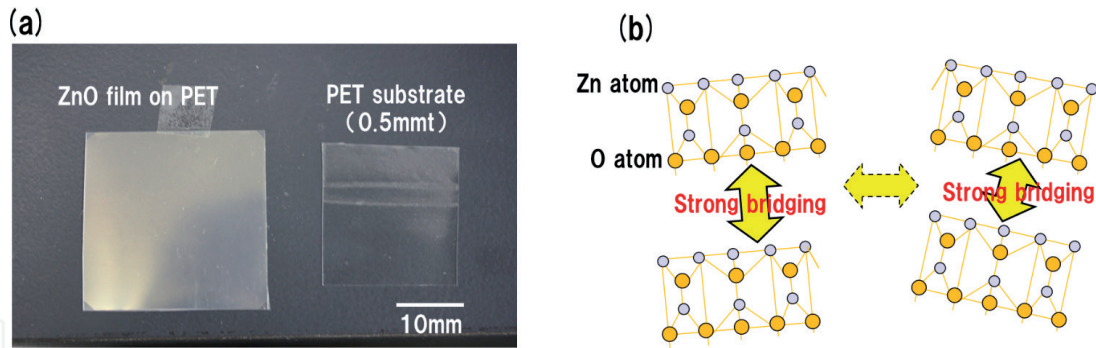 (a)
ZnO film on PET
PET substrate
(0.5mmt)
10mm
(b)
Zn atom
O atom
Strong bridging
Strong bridging